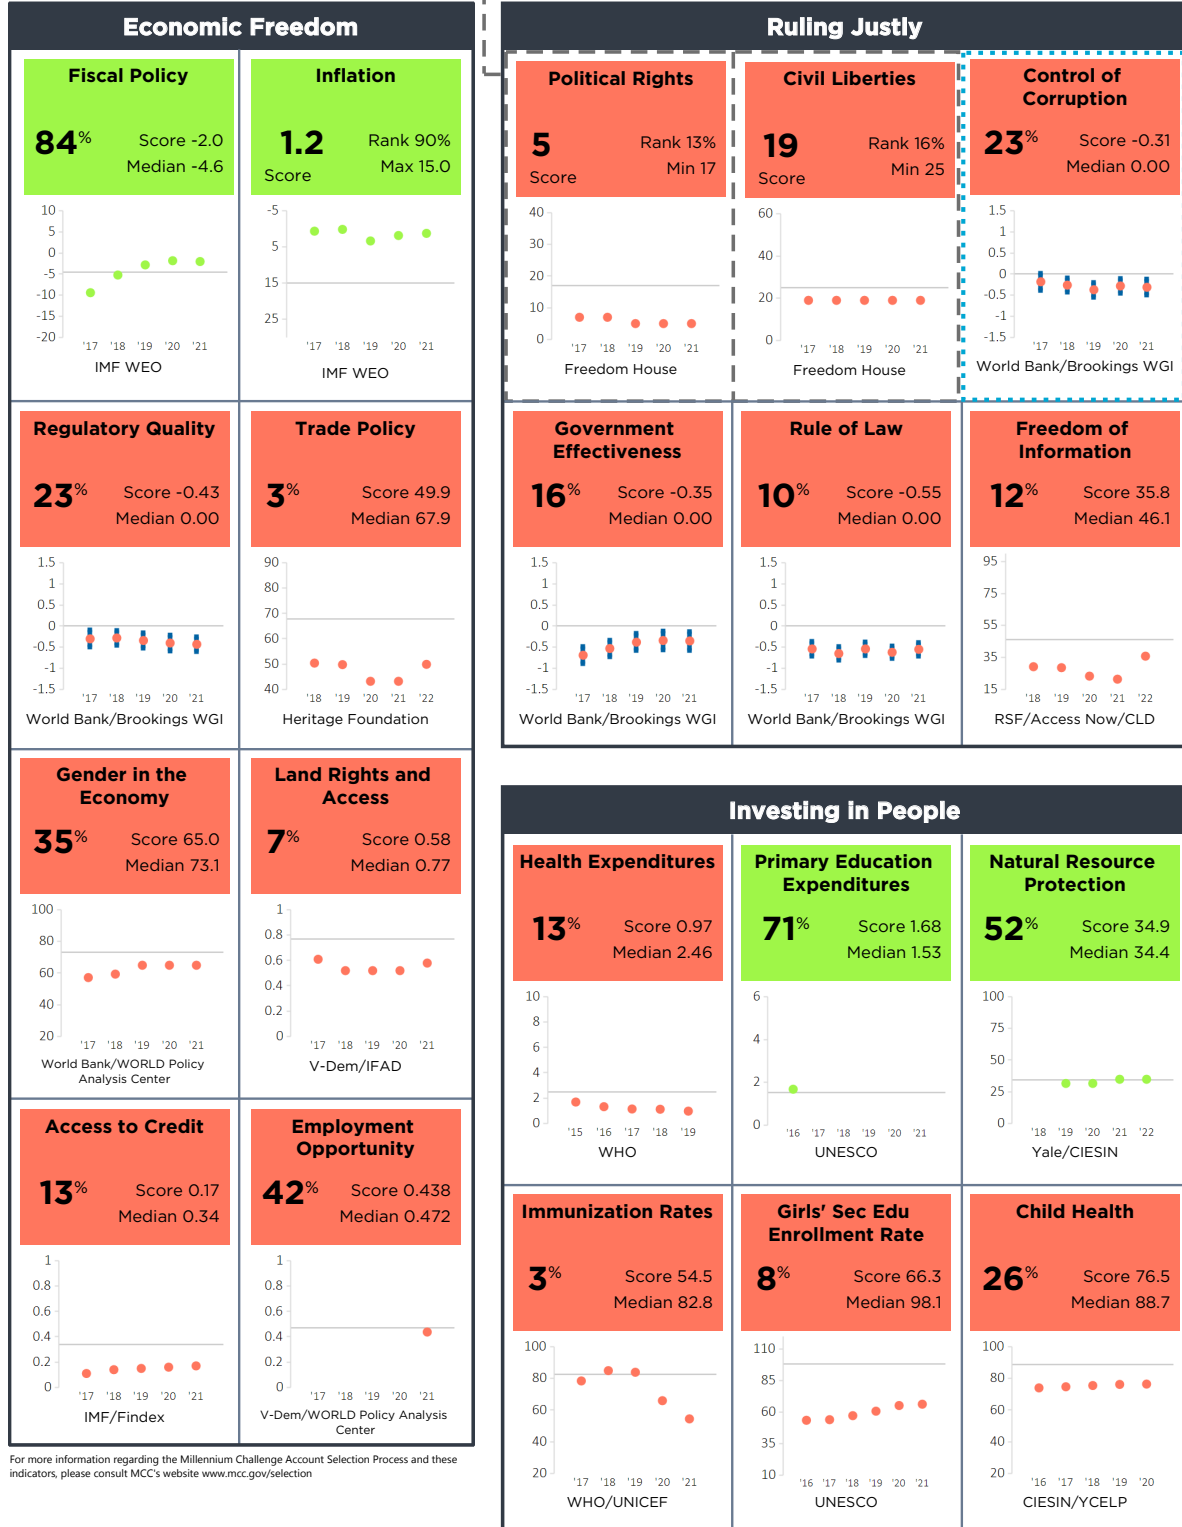 Economic Freedom
Fiscal Policy
84%
Score -2.0
Median -4.6
10
5
0
-5
-10
-15
-20
'17 '18 '19 '20 '21
IMF WEO
Inflation
1.2
Score
Rank 90%
Max 15.0
-5
5
15
25
'17 '18 '19 '20 '21
IMF WEO
Regulatory Quality
23%
Score -0.43
Median 0.00
1.5
1
0.5
0
-0.5
-1
-1.5
'17 '18 '19 '20 '21
World Bank/Brookings WGI
Trade Policy
3%
Score 49.9
Median 67.9
90
80
70
60
50
40
'18 '19 '20 '21 '22
Heritage Foundation
Gender in the
Economy
35%
Score 65.0
Median 73.1
100
80
60
40
20
'17 '18 '19 '20 '21
World Bank/WORLD Policy
Analysis Center
Land Rights and
Access
7%
Score 0.58
Median 0.77
1
0.8
0.6
0.4
0.2
0
'17 '18 '19 '20 '21
V-Dem/IFAD
Access to Credit
13%
Score 0.17
Median 0.34
1
0.8
0.6
0.4
0.2
0
'17 '18 '19 '20 '21
IMF/Findex
Employment
Opportunity
42%
Score 0.438
Median 0.472
1
0.8
0.6
0.4
0.2
0
'17 '18 '19 '20 '21
V-Dem/WORLD Policy Analysis
Center
For more information regarding the Millennium Challenge Account Selection Process and these
indicators, please consult MCC's website www.mcc.gov/selection
Ruling Justly
Political Rights
5
Score
Rank 13%
Min 17
40
30
20
10
0
'17 '18 '19 '20 '21
Freedom House
Civil Liberties
19
Score
Rank 16%
Min 25
60
40
20
0
'17 '18 '19 '20 '21
Freedom House
Control of
Corruption
23%
Score -0.31
Median 0.00
1.5
1
0.5
0
-0.5
-1
-1.5
'17 '18 '19 '20 '21
World Bank/Brookings WGI
Government
Effectiveness
16%
Score -0.35
Median 0.00
1.5
1
0.5
0
-0.5
-1
-1.5
'17 '18 '19 '20 '21
World Bank/Brookings WGI
Rule of Law
10%
Score -0.55
Median 0.00
1.5
1
0.5
0
-0.5
-1
-1.5
'17 '18 '19 '20 '21
World Bank/Brookings WGI
Freedom of
Information
12%
Score 35.8
Median 46.1
95
75
55
35
15
'18 '19 '20 '21 '22
RSF/Access Now/CLD
Investing in People
Health Expenditures
13%
Score 0.97
Median 2.46
10
8
6
4
2
0
'15 '16 '17 '18 '19
WHO
Primary Education
Expenditures
71%
Score 1.68
Median 1.53
6
4
2
0
'16 '17 '18 '19 '20 '21
UNESCO
Natural Resource
Protection
52%
Score 34.9
Median 34.4
100
75
50
25
0
'18 '19 '20 '21 '22
Yale/CIESIN
Immunization Rates
3%
Score 54.5
Median 82.8
100
80
60
40
20
'17 '18 '19 '20 '21
WHO/UNICEF
Girls' Sec Edu
Enrollment Rate
8%
Score 66.3
Median 98.1
110
85
60
35
10
'16 '17 '18 '19 '20 '21
UNESCO
Child Health
26%
Score 76.5
Median 88.7
100
80
60
40
20
'16 '17 '18 '19 '20
CIESIN/YCELP